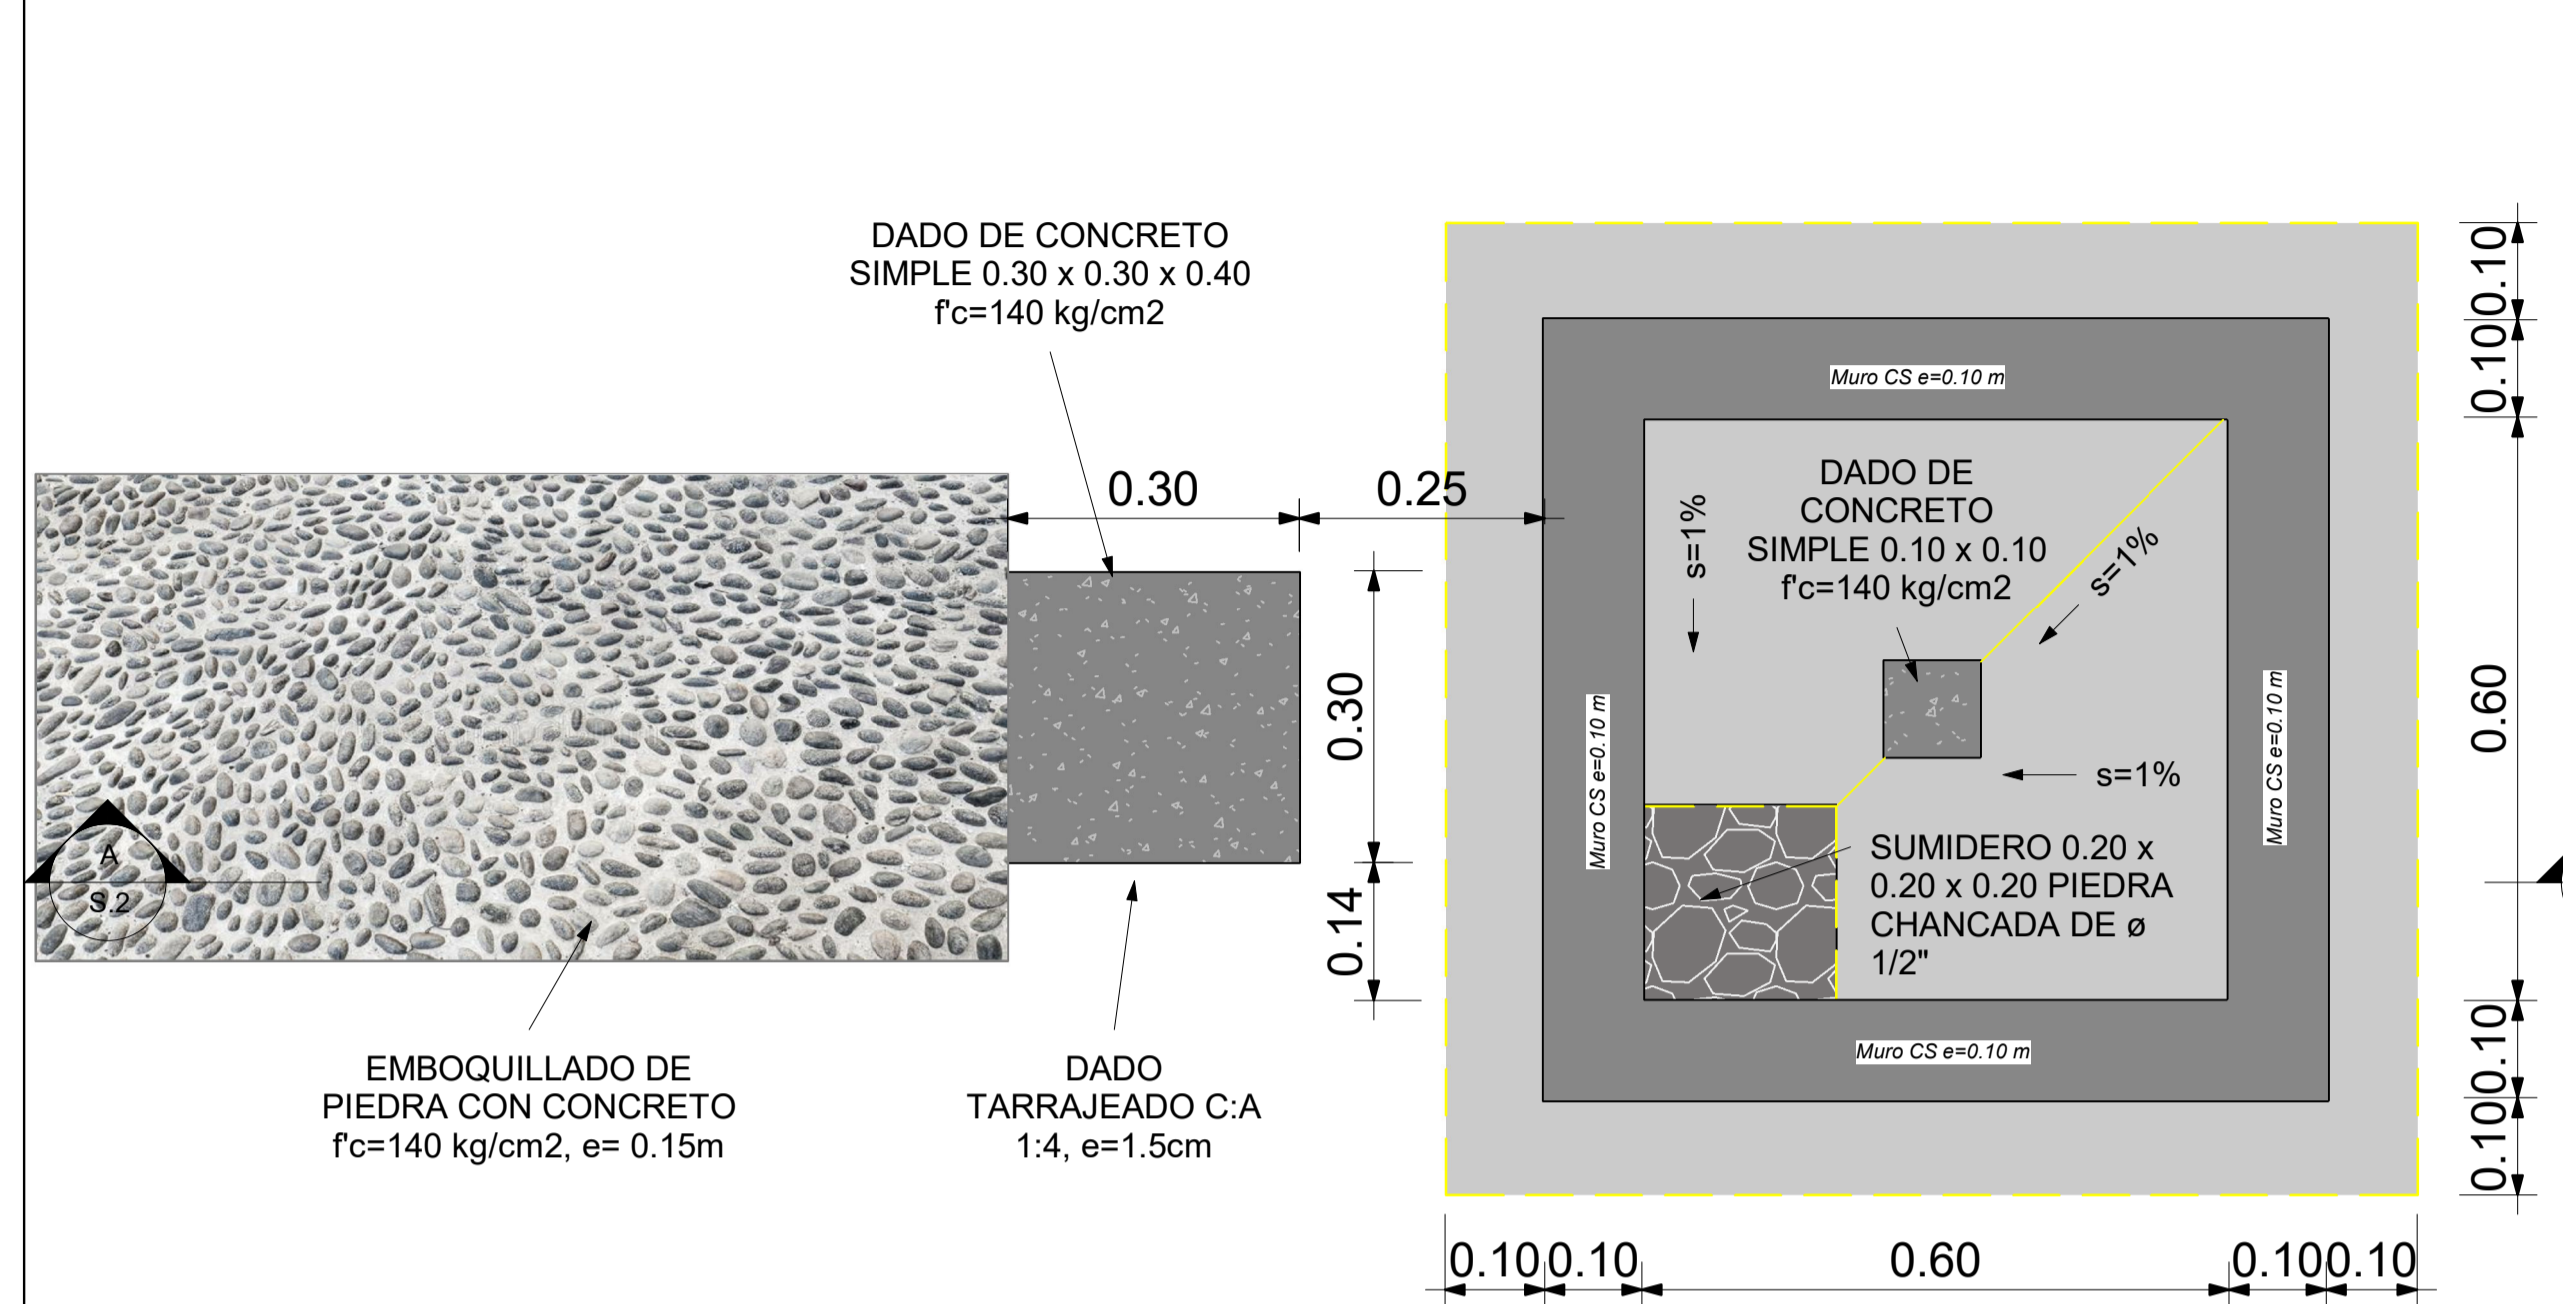 DADO DE CONCRETO
SIMPLE 0.30 x 0.30 x 0.40
f'c=140 kg/cm2
0.10
0.10
0.60
0.10
0.10
Muro CS e=0.10 m
0.30
0.25
DADO DE
CONCRETO
SIMPLE 0.10 x 0.10
f'c=140 kg/cm2
s=1%
s=1%
s=1%
0.30
0.14
Muro CS e=0.10 m
Muro CS e=0.10 m
SUMIDERO 0.20 x
0.20 x 0.20 PIEDRA
CHANCADA DE ø
1/2"
A
S.2
Muro CS e=0.10 m
EMBOQUILLADO DE
PIEDRA CON CONCRETO
f'c=140 kg/cm2, e= 0.15m
DADO
TARRAJEADO C:A
1:4, e=1.5cm
0.10
0.10
0.60
0.10
0.10